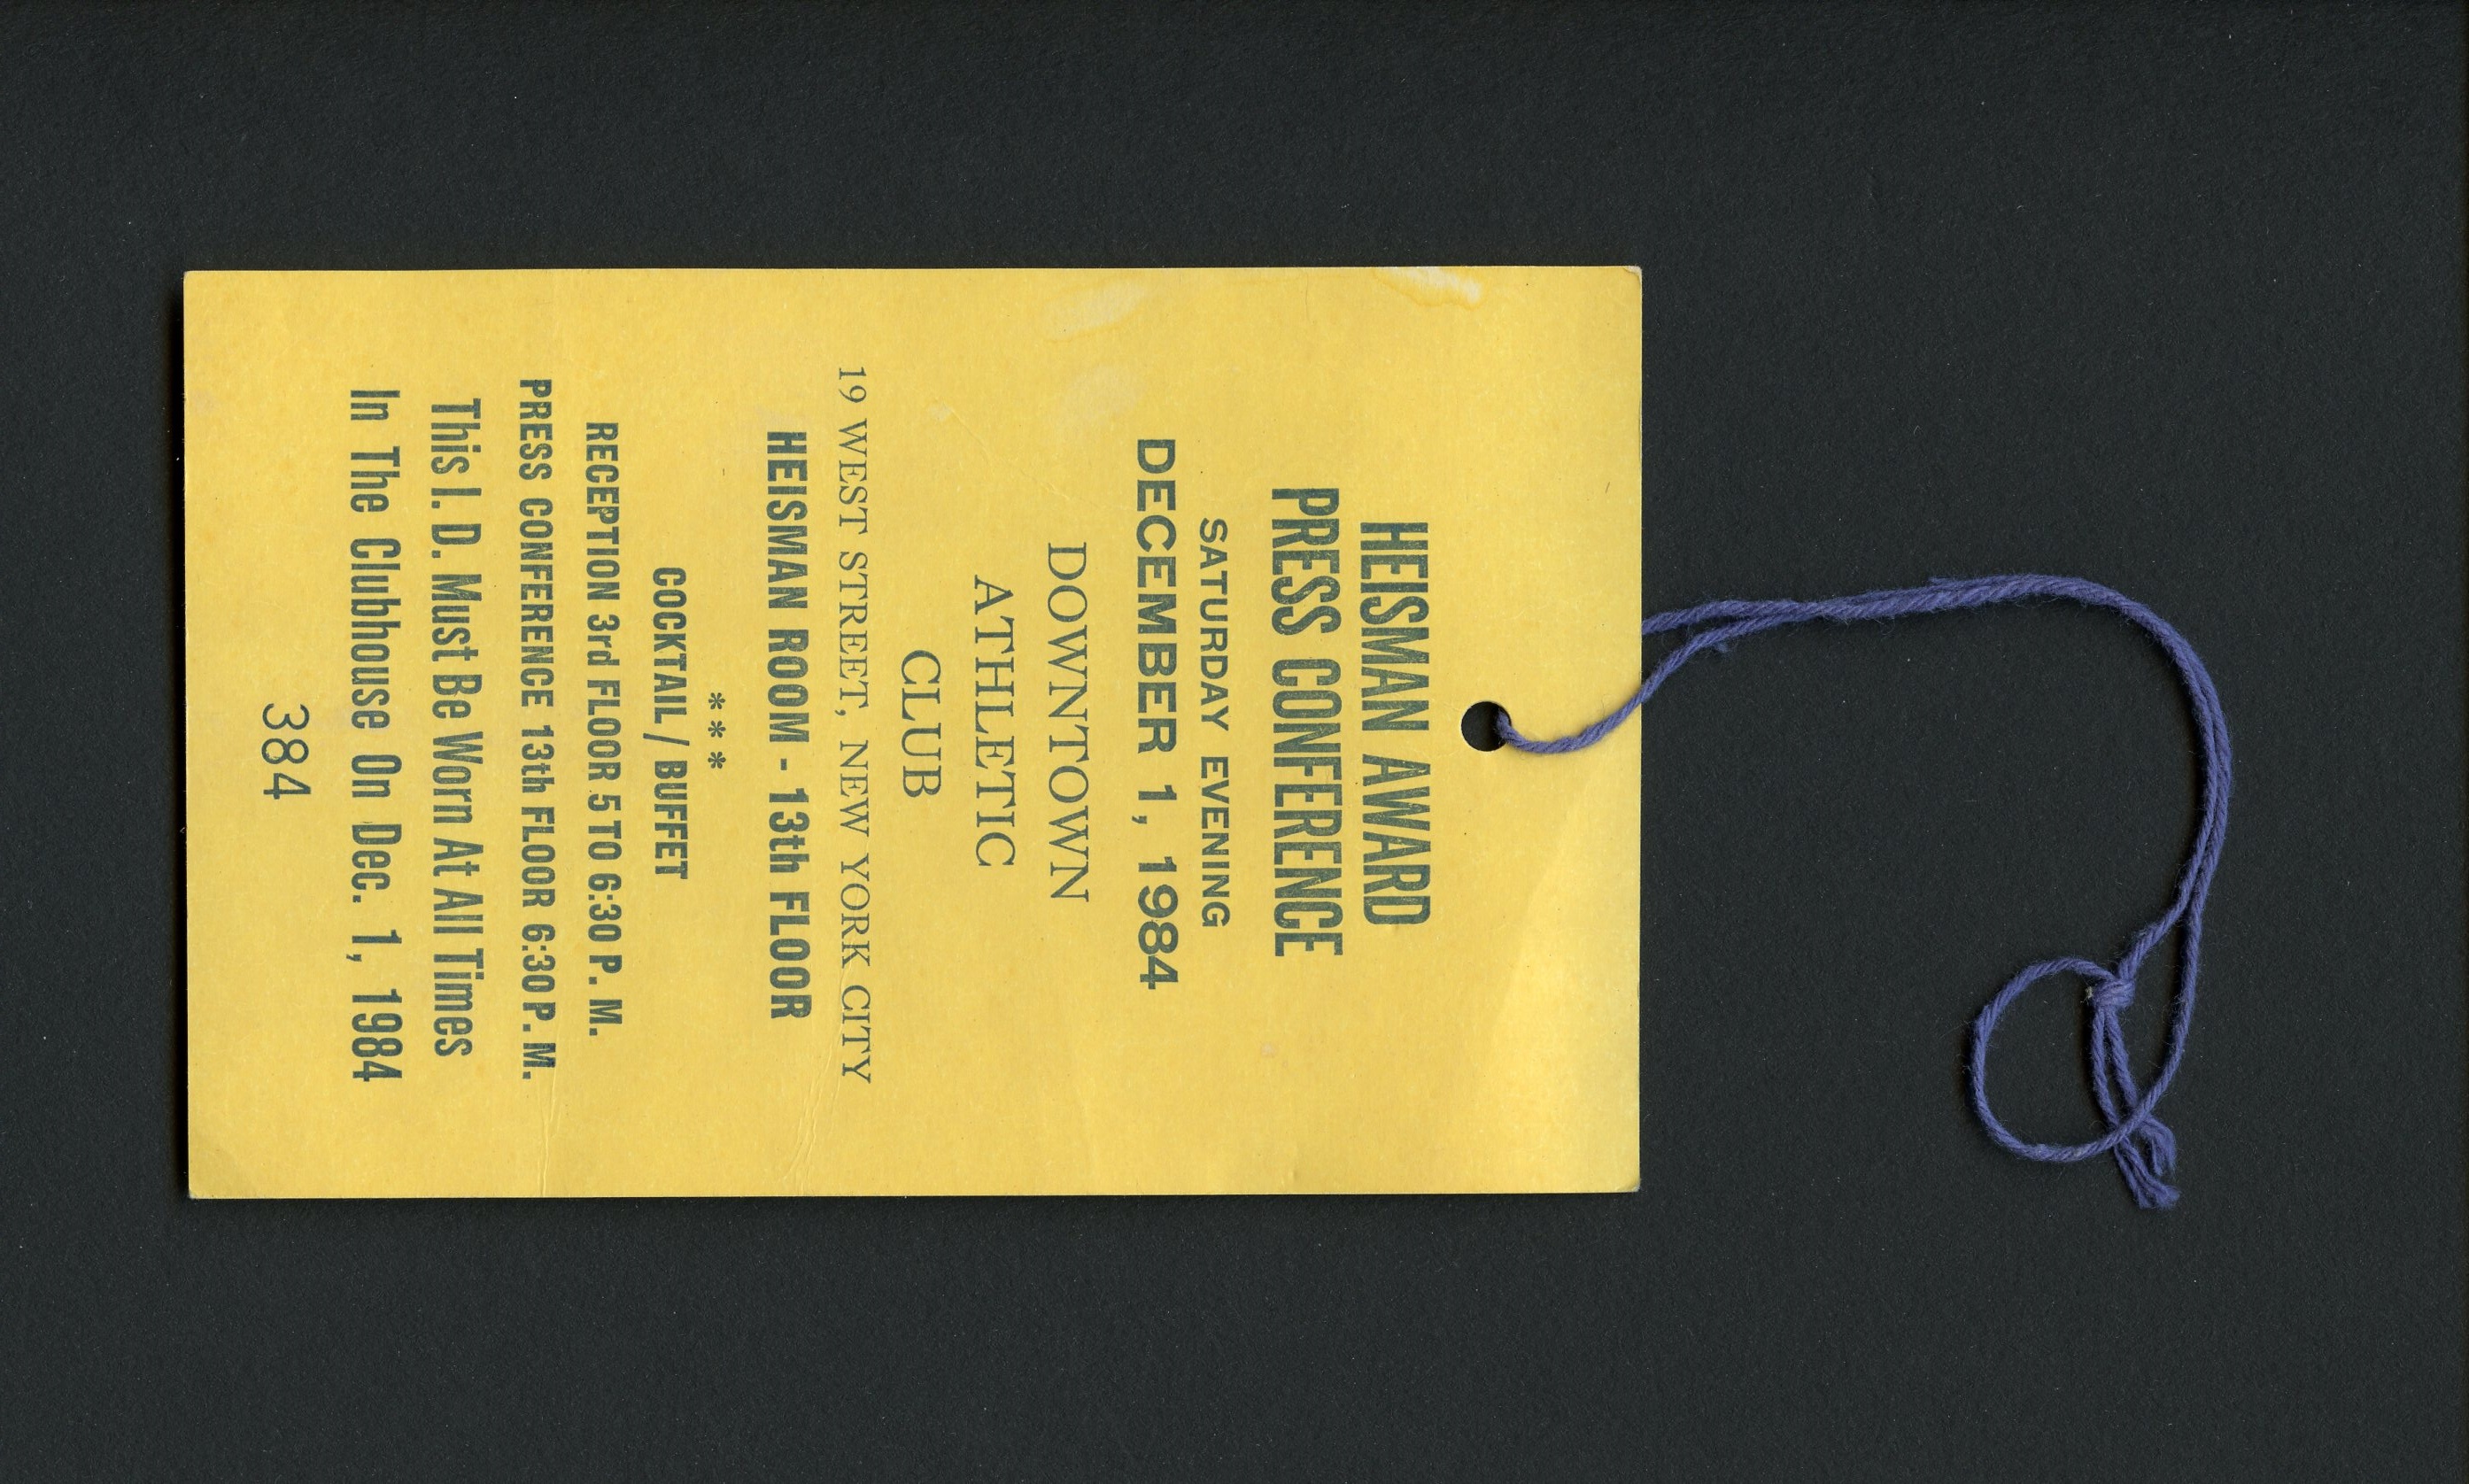 HEISMAN AWARD
PRESS CONFERENCE
SATURDAY EVENING
DECEMBER 1, 1984
DOWNTOWN
ATHLETIC
CLUB
19 WEST STREET, NEW YORK CITY
HEISMAN ROOM - 13th FLOOR
***
COCKTAIL / BUFFET
RECEPTION 3rd FLOOR 5 TO 6:30 P. M.
PRESS CONFERENCE 13th FLOOR 6:30 P. M.
This I. D. Must Be Worn At All Times
In The Clubhouse On Dec. 1, 1984
384